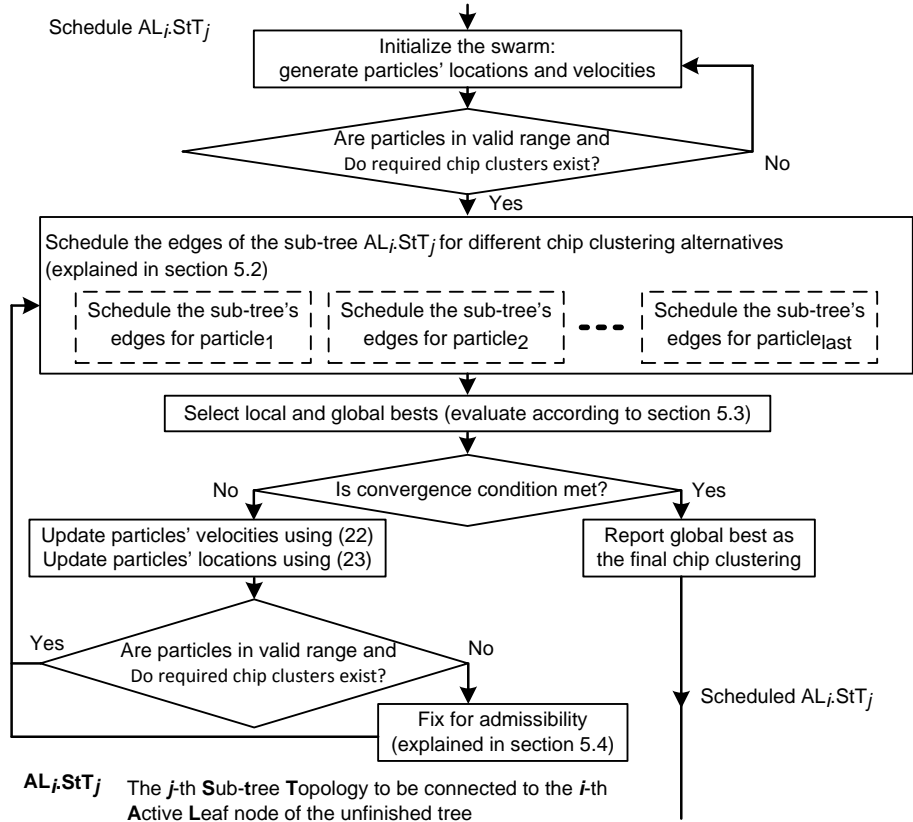 Schedule ALi.StTj
Initialize the swarm:
generate particles' locations and velocities
Are particles in valid range and
Do required chip clusters exist?
No
Yes
Schedule the edges of the sub-tree ALi.StTj for different chip clustering alternatives
(explained in section 5.2)
Schedule the sub-tree's
edges for particle1
Schedule the sub-tree's
edges for particle2
Schedule the sub-tree's
edges for particlelast
Select local and global bests (evaluate according to section 5.3)
Is convergence condition met?
No
Yes
Update particles' velocities using (22)
Update particles' locations using (23)
Report global best as
the final chip clustering
Are particles in valid range and
Do required chip clusters exist?
Yes
No
Fix for admissibility
(explained in section 5.4)
Scheduled ALi.StTj
ALi.StTj The j-th Sub-tree Topology to be connected to the i-th
Active Leaf node of the unfinished tree